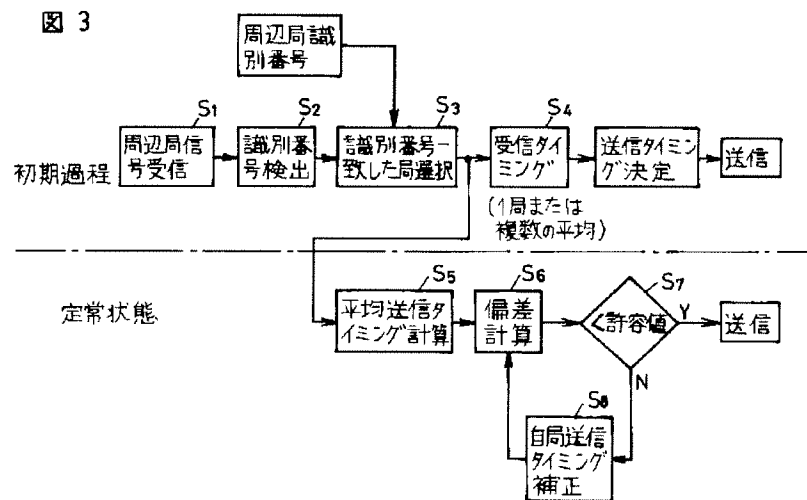 図 3
周辺局識
別番号
初期過程
S1
周辺局信
号受信
S2
識別番
号検出
S3
識別番号一
致した局選択
S4
受信タイ
ミング
(1局または
複数の平均)
送信タイミン
グ決定
送信
定常状態
S5
平均送信タ
イミング計算
S6
偏差
計算
S7
<許容値
Y
N
送信
S8
自局送信
タイミング
補正